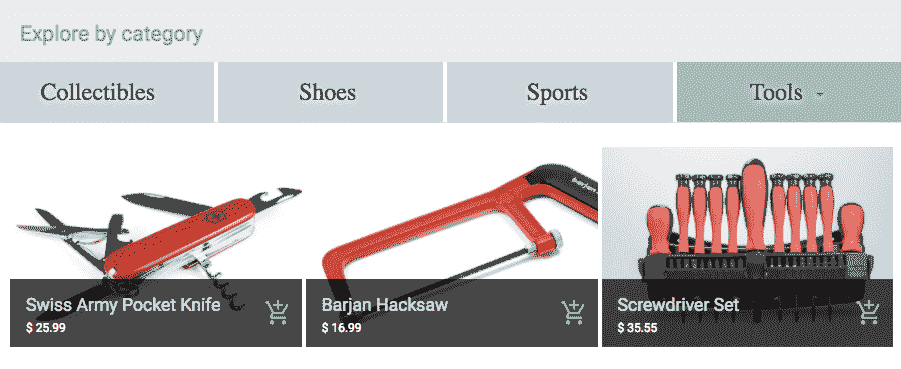 Explore by category
Collectibles
Shoes
Sports
Tools
barjan
Swiss Army Pocket Knife
$ 25.99
Barjan Hacksaw
$ 16.99
Screwdriver Set
$ 35.55